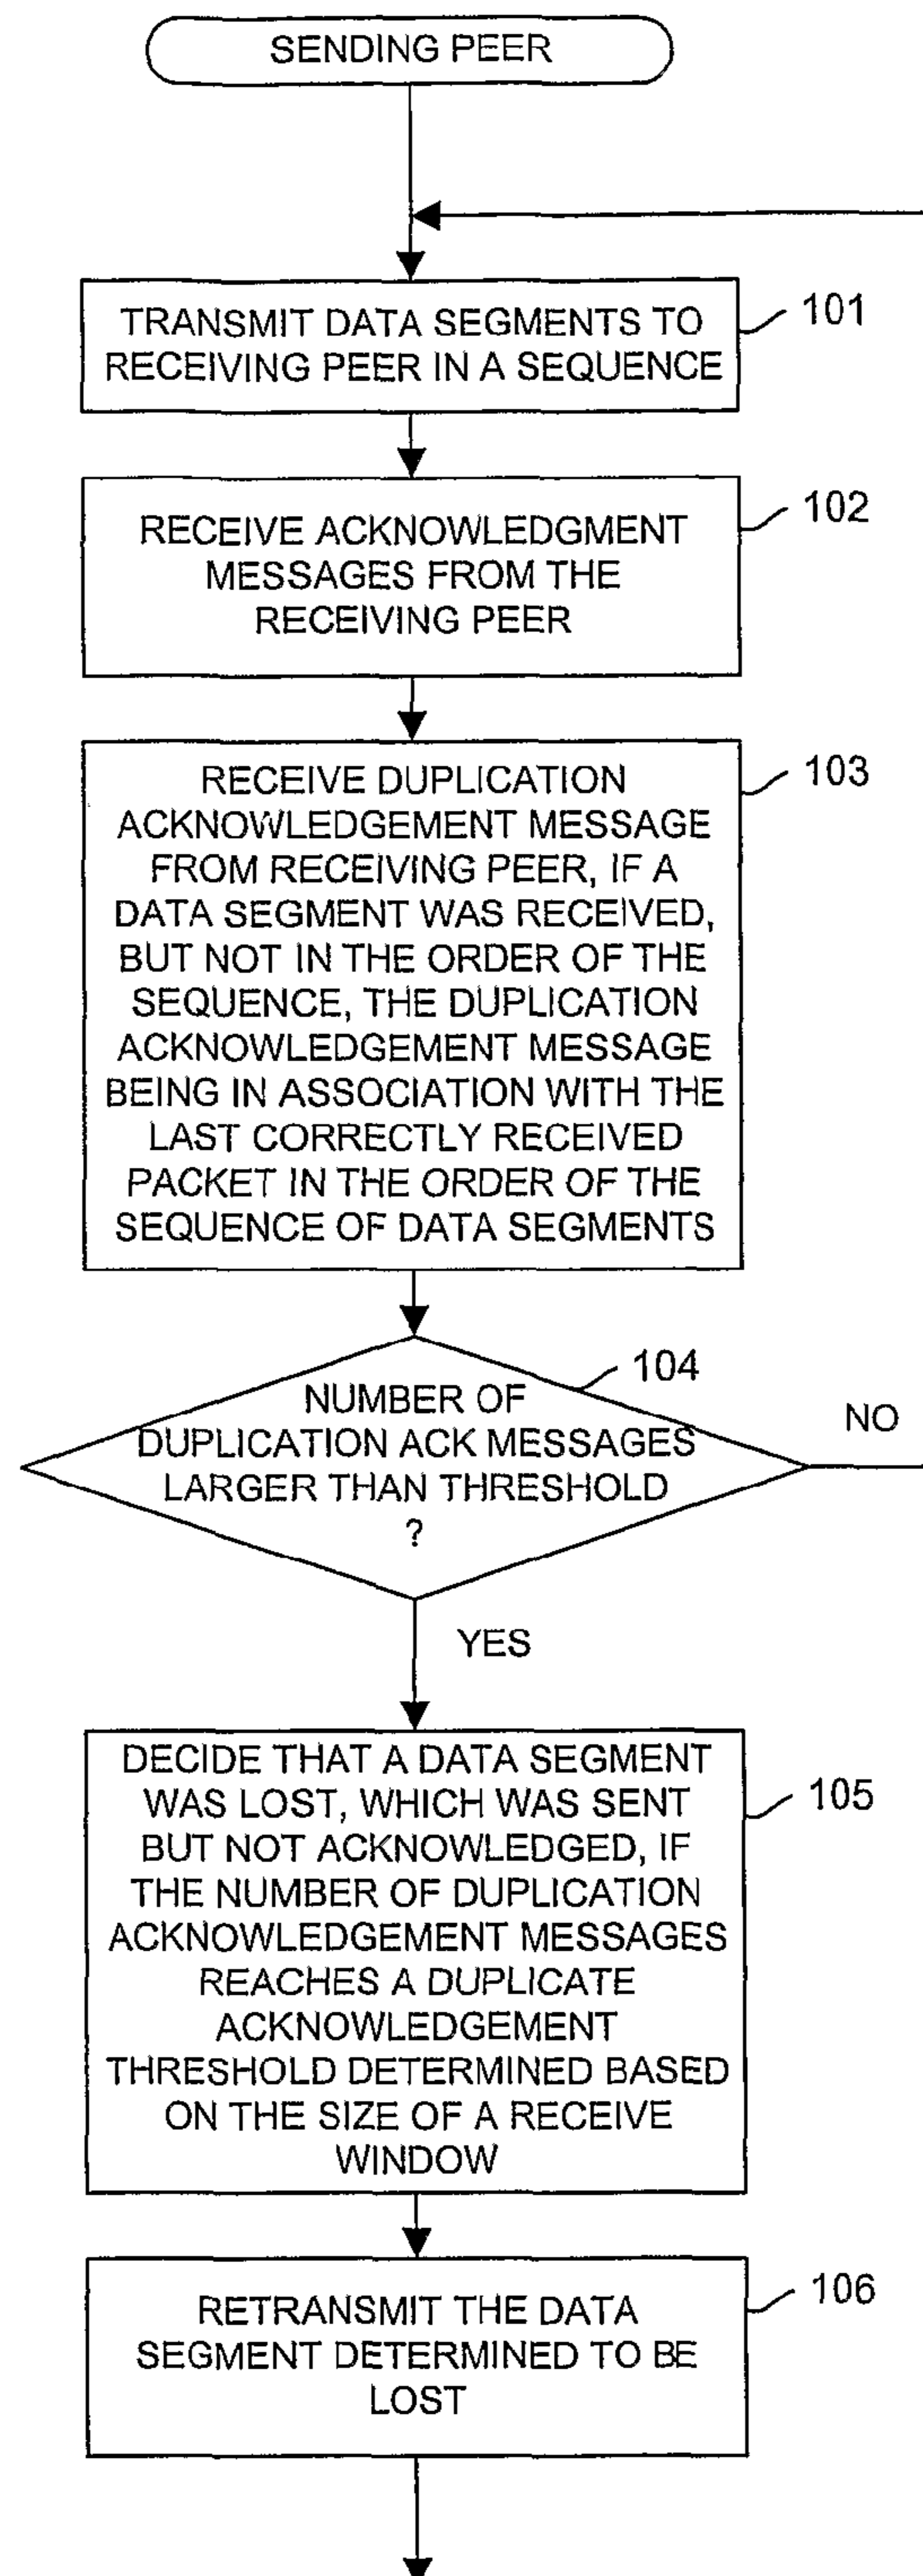 SENDING PEER
TRANSMIT DATA SEGMENTS TO
RECEIVING PEER IN A SEQUENCE
101
RECEIVE ACKNOWLEDGMENT
MESSAGES FROM THE
RECEIVING PEER
102
RECEIVE DUPLICATION
ACKNOWLEDGEMENT MESSAGE
FROM RECEIVING PEER, IF A
DATA SEGMENT WAS RECEIVED,
BUT NOT IN THE ORDER OF THE
SEQUENCE, THE DUPLICATION
ACKNOWLEDGEMENT MESSAGE
BEING IN ASSOCIATION WITH THE
LAST CORRECTLY RECEIVED
PACKET IN THE ORDER OF THE
SEQUENCE OF DATA SEGMENTS
103
NUMBER OF
DUPLICATION ACK MESSAGES
LARGER THAN THRESHOLD
?
104
NO
YES
DECIDE THAT A DATA SEGMENT
WAS LOST, WHICH WAS SENT
BUT NOT ACKNOWLEDGED, IF
THE NUMBER OF DUPLICATION
ACKNOWLEDGEMENT MESSAGES
REACHES A DUPLICATE
ACKNOWLEDGEMENT
THRESHOLD DETERMINED BASED
ON THE SIZE OF A RECEIVE
WINDOW
105
RETRANSMIT THE DATA
SEGMENT DETERMINED TO BE
LOST
106